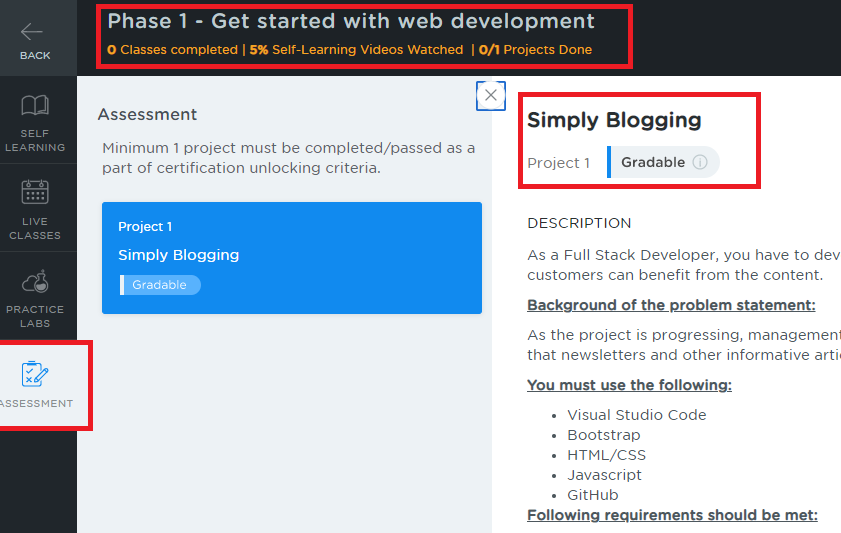 Phase 1 - Get started with web development
0 Classes completed | 5% Self-Learning Videos Watched | 0/1 Projects Done
BACK
SELF
LEARNING
LIVE
CLASSES
PRACTICE
LABS
ASSESSMENT
Assessment
Minimum 1 project must be completed/passed as a
part of certification unlocking criteria.
Project 1
Simply Blogging
Gradable
Simply Blogging
Project 1 Gradable
DESCRIPTION
As a Full Stack Developer, you have to dev
customers can benefit from the content.
Background of the problem statement:
As the project is progressing, management
that newsletters and other informative arti
You must use the following:
• Visual Studio Code
• Bootstrap
• HTML/CSS
• Javascript
• GitHub
Following requirements should be met: